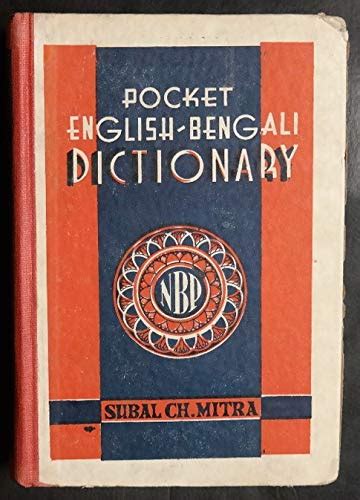 POCKET
ENGLISH-BENGALI
DICTIONARY
NBP
SUBAL CH. MITRA